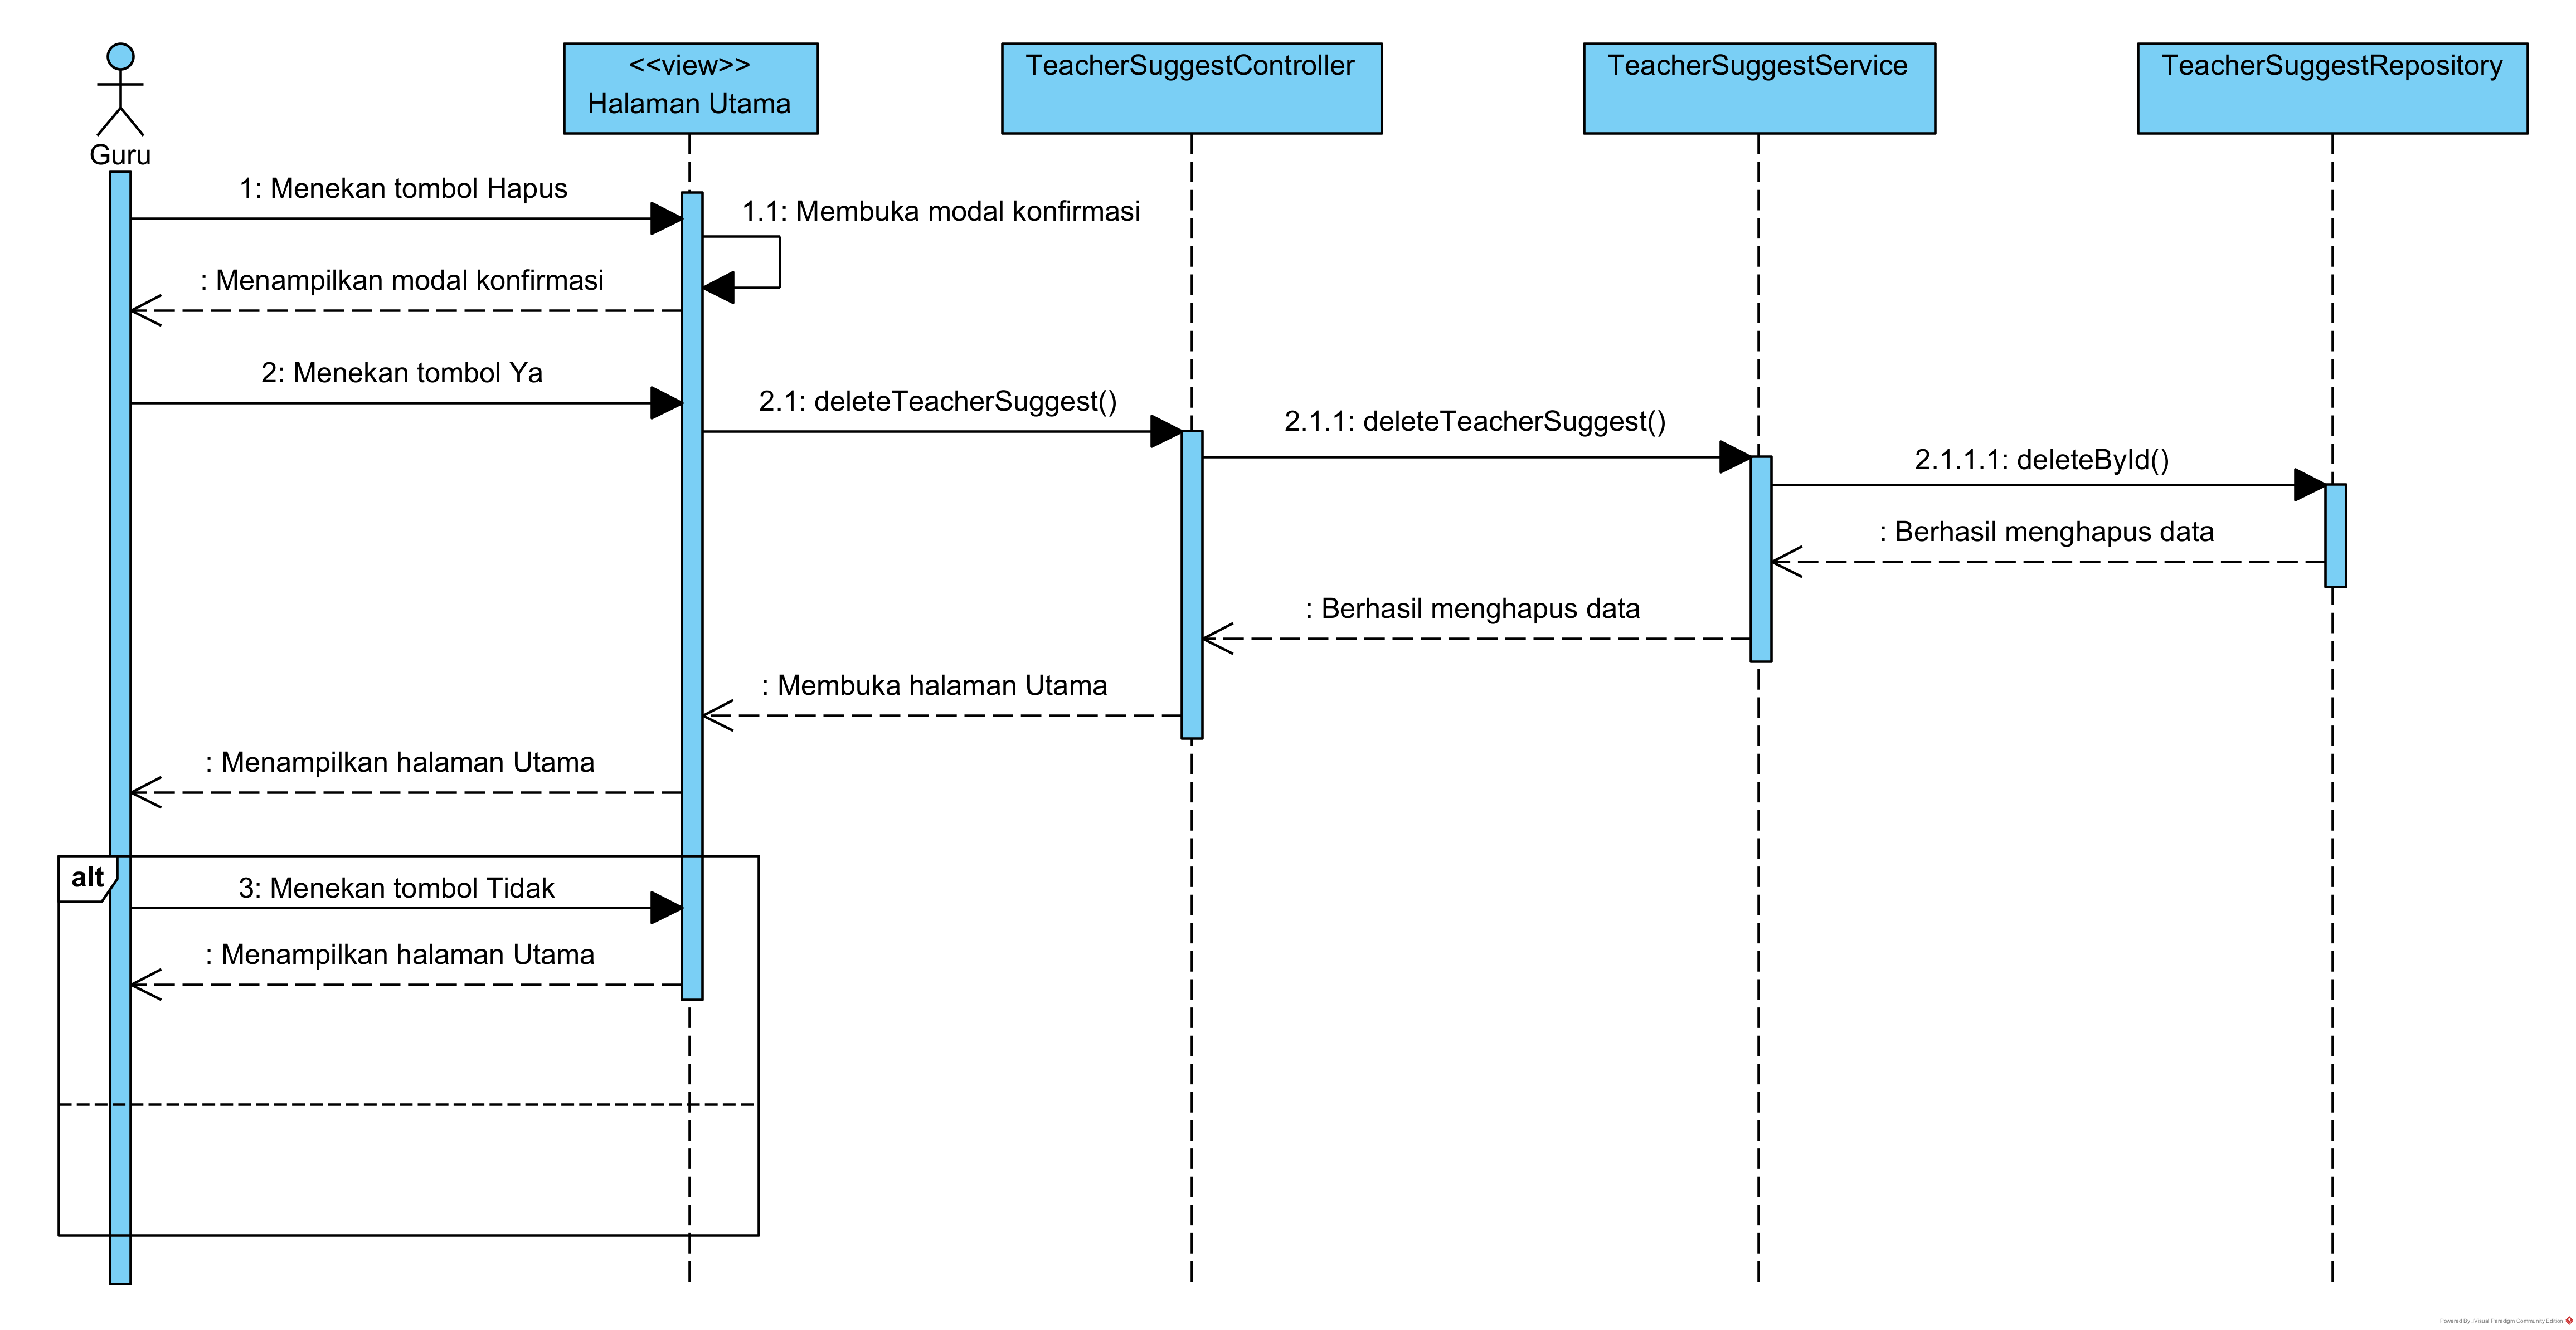 <<view>>
Halaman Utama
TeacherSuggestController
TeacherSuggestService
TeacherSuggestRepository
Guru
1: Menekan tombol Hapus
1.1: Membuka modal konfirmasi
: Menampilkan modal konfirmasi
2: Menekan tombol Ya
2.1: deleteTeacherSuggest()
2.1.1: deleteTeacherSuggest()
2.1.1.1: deleteById()
: Berhasil menghapus data
: Berhasil menghapus data
: Membuka halaman Utama
: Menampilkan halaman Utama
alt
3: Menekan tombol Tidak
: Menampilkan halaman Utama
Powered By: Visual Paradigm Community Edition